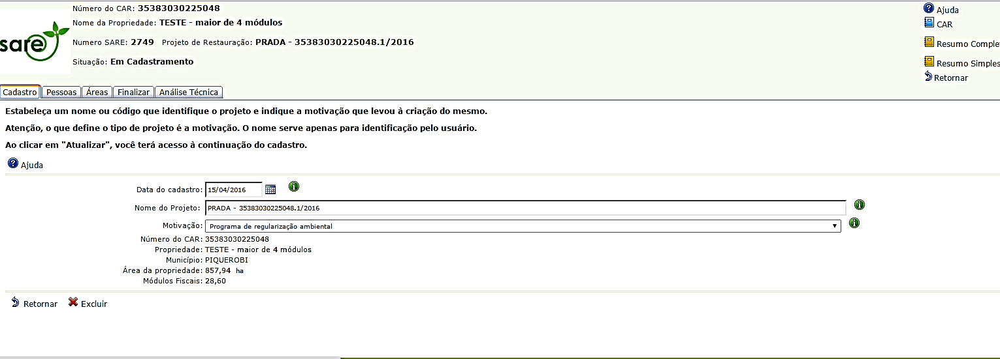 sare
Número do CAR: 35383030225048
Nome da Propriedade: TESTE - maior de 4 módulos
Numero SARE: 2749 Projeto de Restauração: PRADA - 35383030225048.1/2016
Situação: Em Cadastramento
Ajuda
CAR
Resumo Comple
Resumo Simples
Retornar
Cadastro Pessoas Áreas Finalizar Análise Técnica
Estabeleça um nome ou código que identifique o projeto e indique a motivação que levou à criação do mesmo.
Atenção, o que define o tipo de projeto é a motivação. O nome serve apenas para identificação pelo usuário.
Ao clicar em "Atualizar", você terá acesso à continuação do cadastro.
Ajuda
Data do cadastro: 15/04/2016
Nome do Projeto: PRADA - 35383030225048.1/2016
Motivação: Programa de regularização ambiental
Número do CAR: 35383030225048
Propriedade: TESTE - maior de 4 módulos
Município: PIQUEROBI
Área da propriedade: 857,94 ha
Módulos Fiscais: 28,60
Retornar Excluir